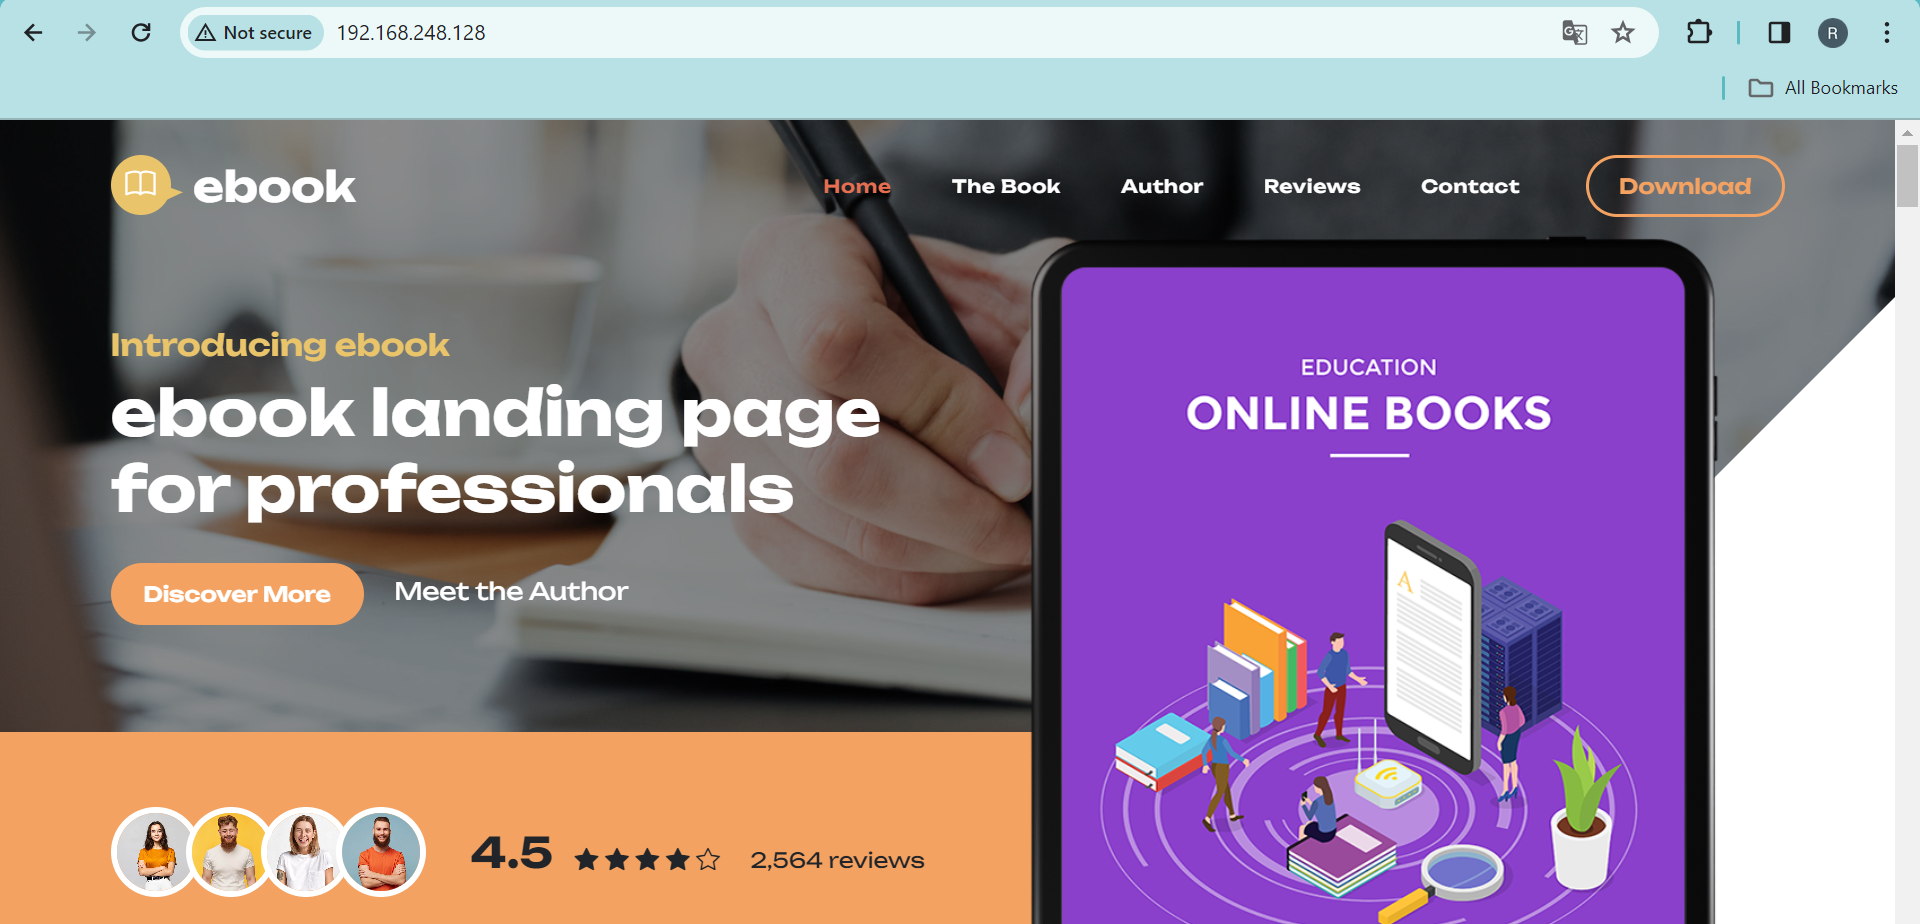 Not secure
192.168.248.128
R
All Bookmarks
ebook
Home
The Book
Author
Reviews
Contact
Download
Introducing ebook
ebook landing page
for professionals
Discover More
Meet the Author
EDUCATION
ONLINE BOOKS
A
4.5
2,564 reviews